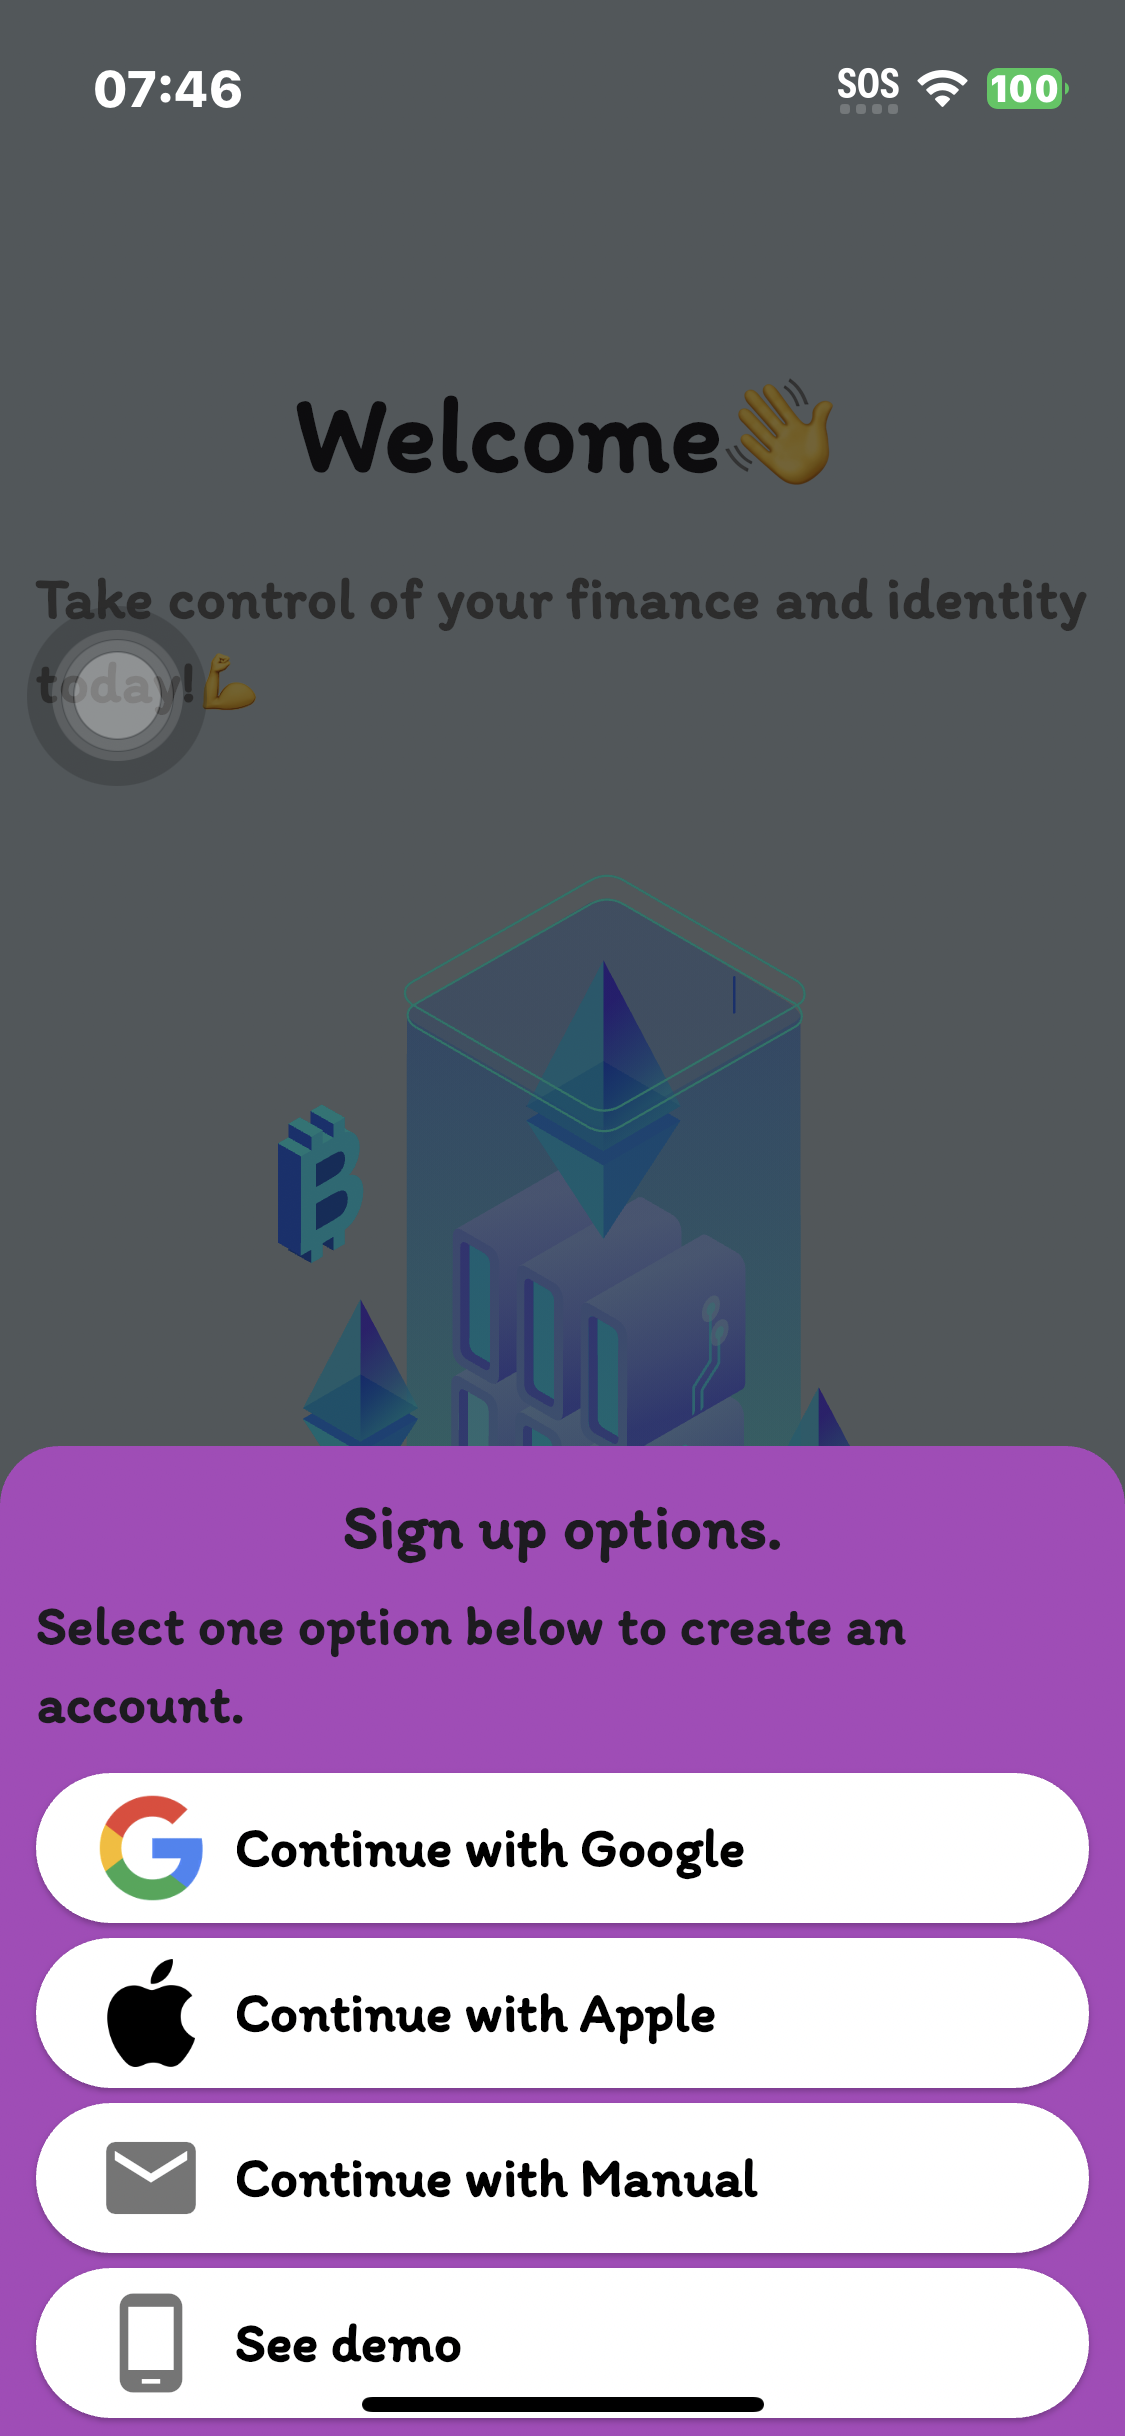 07:46
SOS
100
Welcome👋
Take control of your finance and identity
today!💪
Sign up options.
Select one option below to create an
account.
Continue with Google
Continue with Apple
Continue with Manual
See demo